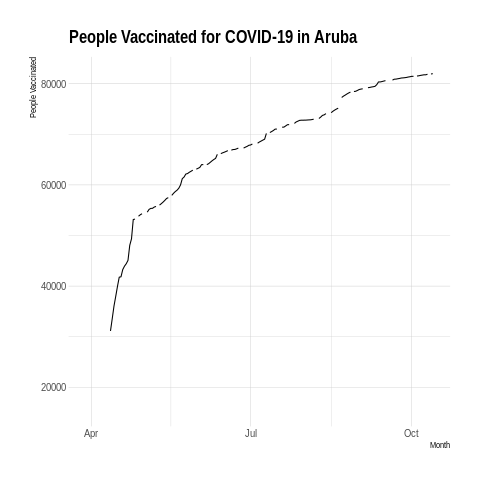 People Vaccinated for COVID-19 in Aruba
People Vaccinated
80000
60000
40000
20000
Apr
Jul
Oct
Month